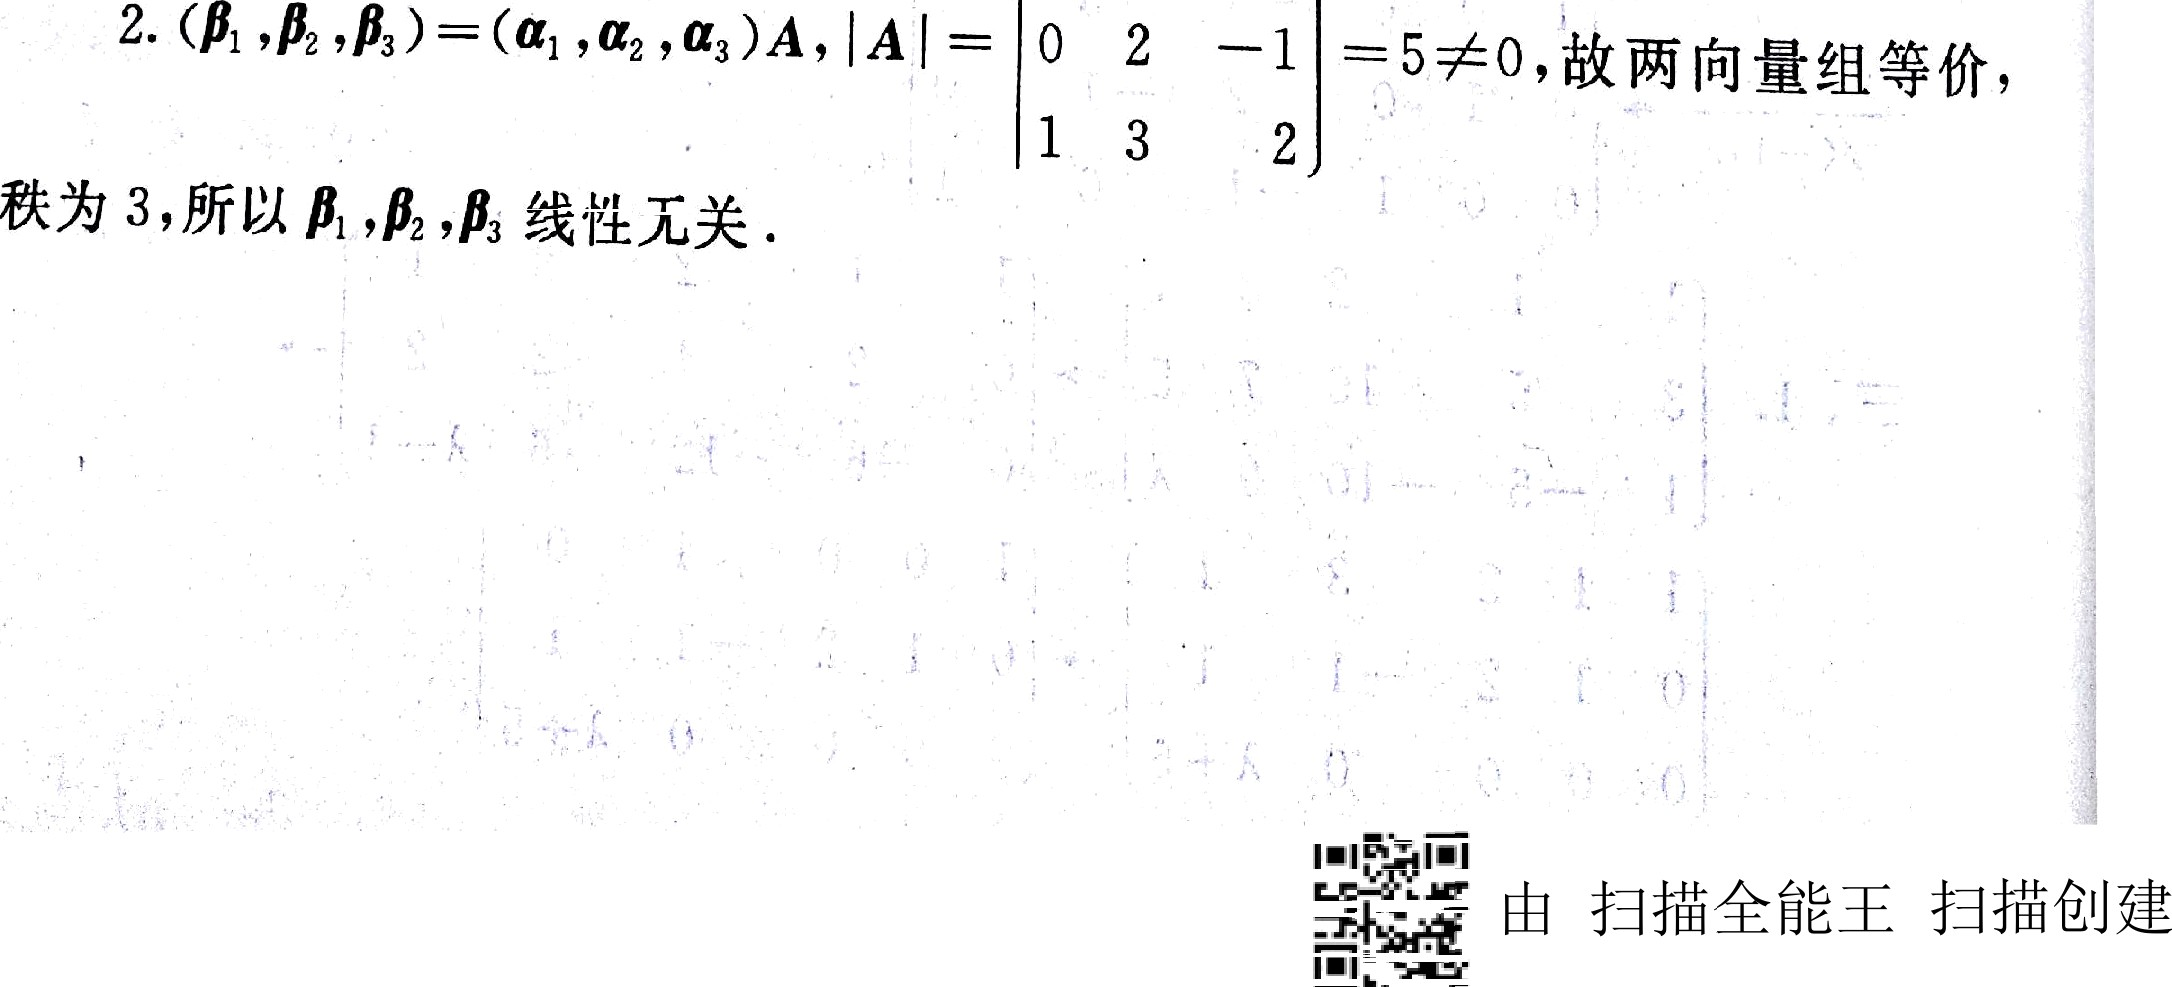 2. (β₁,β₂,β₃)=(α₁,α₂,α₃)A,|A|= |0 2 −1| =5≠0,故两向量组等价,
1 3 2
秩为 3,所以 β₁,β₂,β₃ 线性无关.
由 扫描全能王 扫描创建